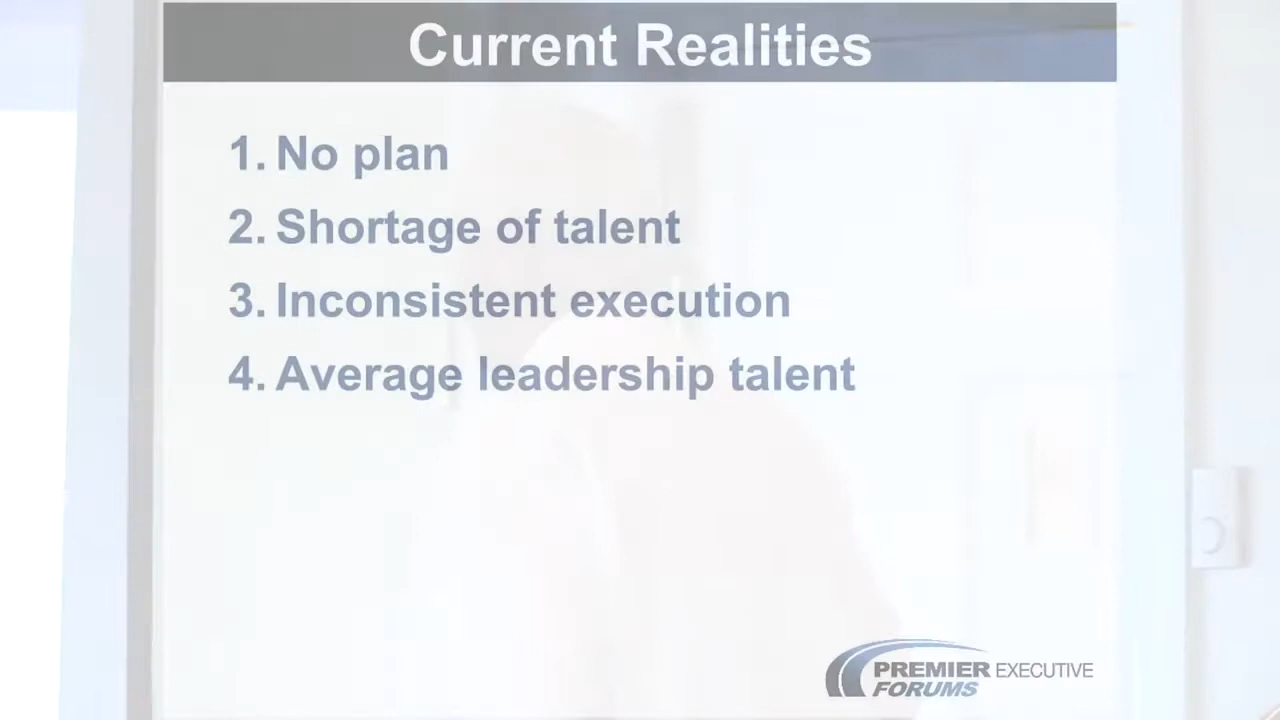 Current Realities
1. No plan
2. Shortage of talent
3. Inconsistent execution
4. Average leadership talent
PREMIER EXECUTIVE
FORUMS